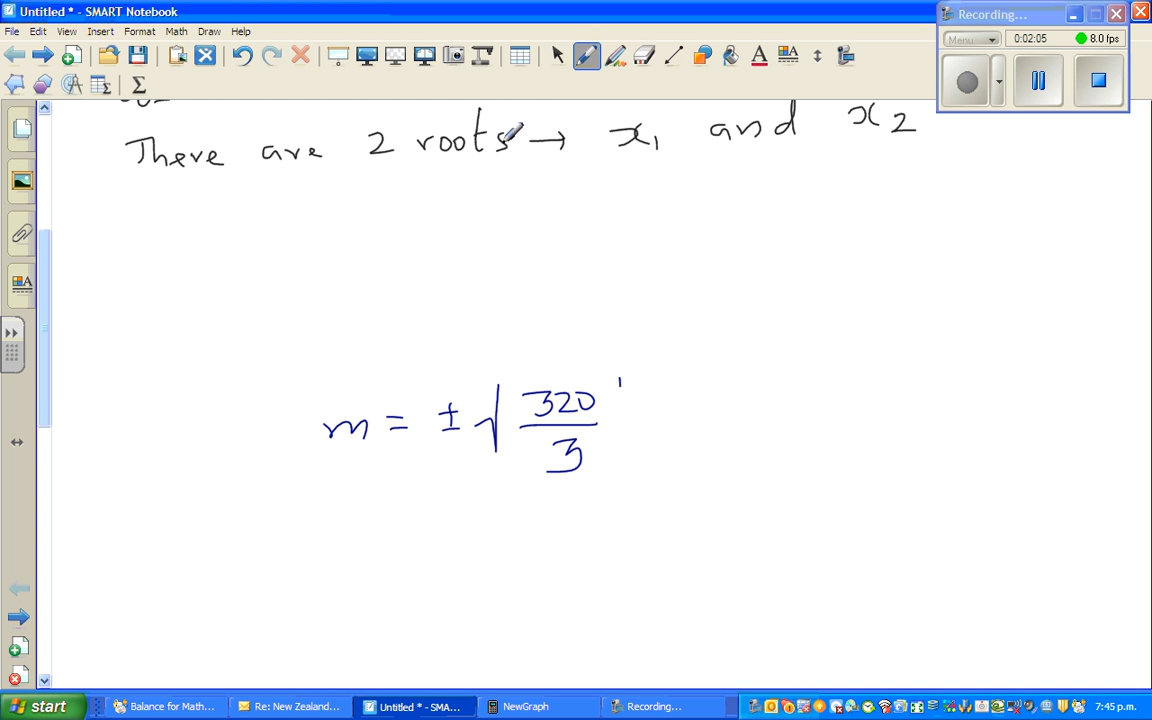 Untitled * - SMART Notebook
File Edit View Insert Format Math Draw Help
Recording...
Menu 0:02:05 8.0 fps
There are 2 roots → x₁ and x₂
m = ± √ 320 / 3
start Balance for Math... Re: New Zealand... Untitled * - SMA... NewGraph Recording... 7:45 p.m.